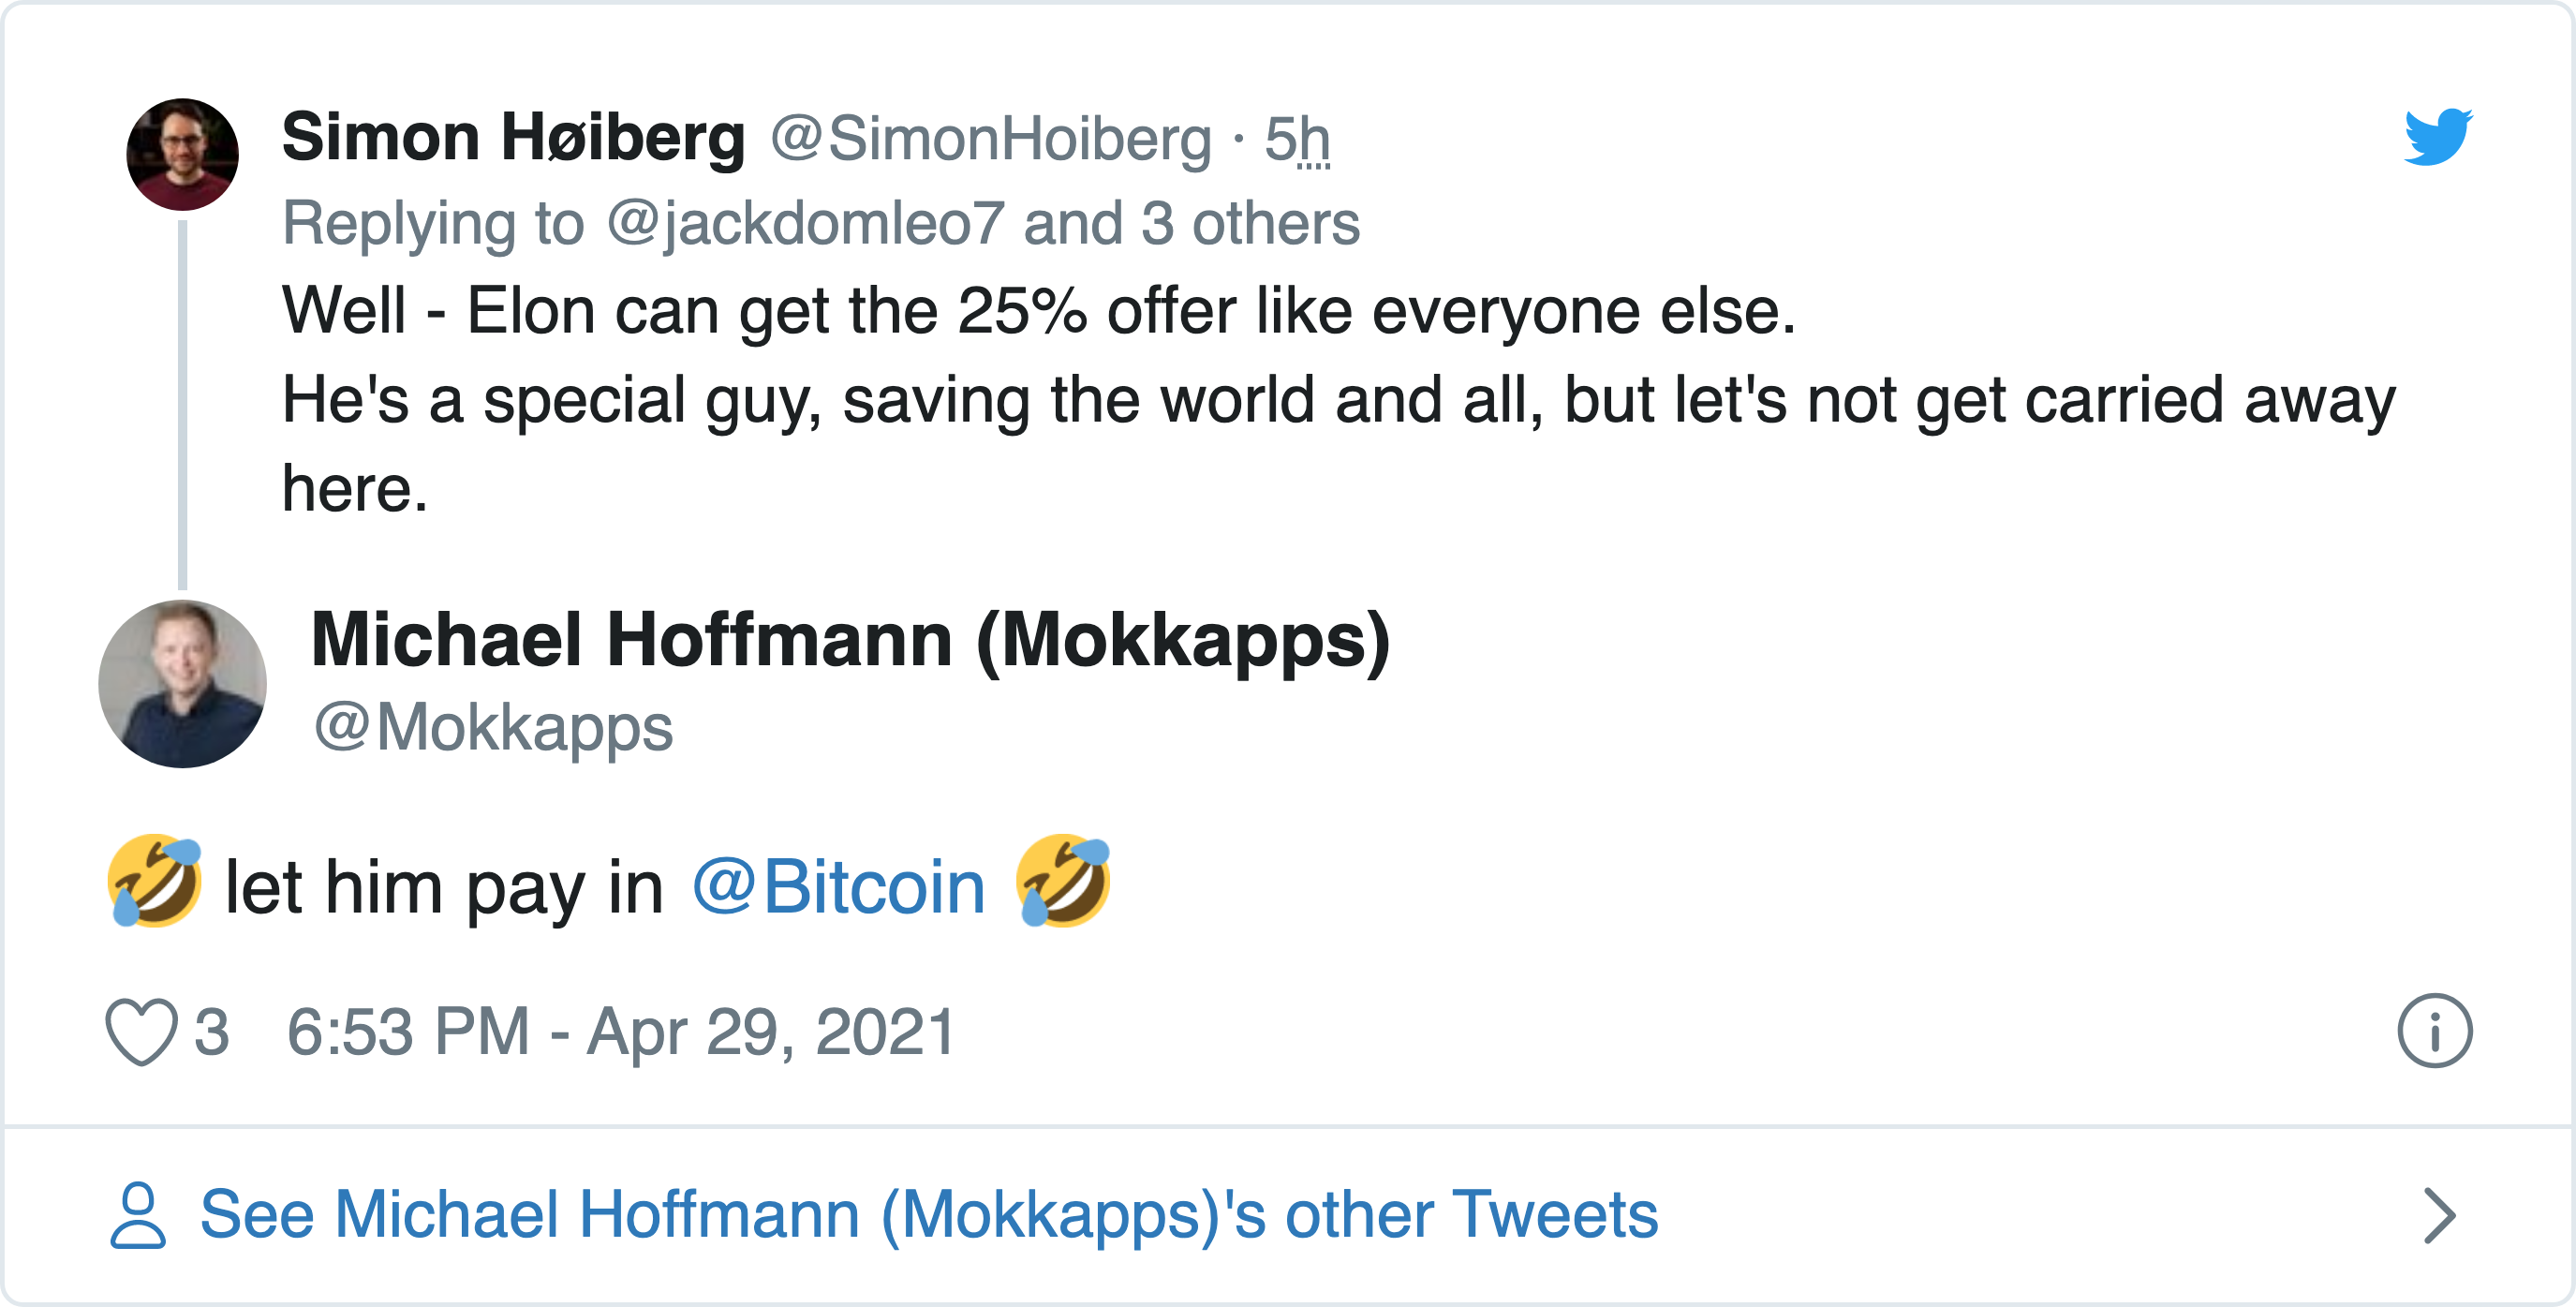 Simon Høiberg @SimonHoiberg · 5h
Replying to @jackdomleo7 and 3 others
Well - Elon can get the 25% offer like everyone else.
He's a special guy, saving the world and all, but let's not get carried away
here.
Michael Hoffmann (Mokkapps)
@Mokkapps
🤣 let him pay in @Bitcoin 🤣
3 6:53 PM - Apr 29, 2021
See Michael Hoffmann (Mokkapps)'s other Tweets